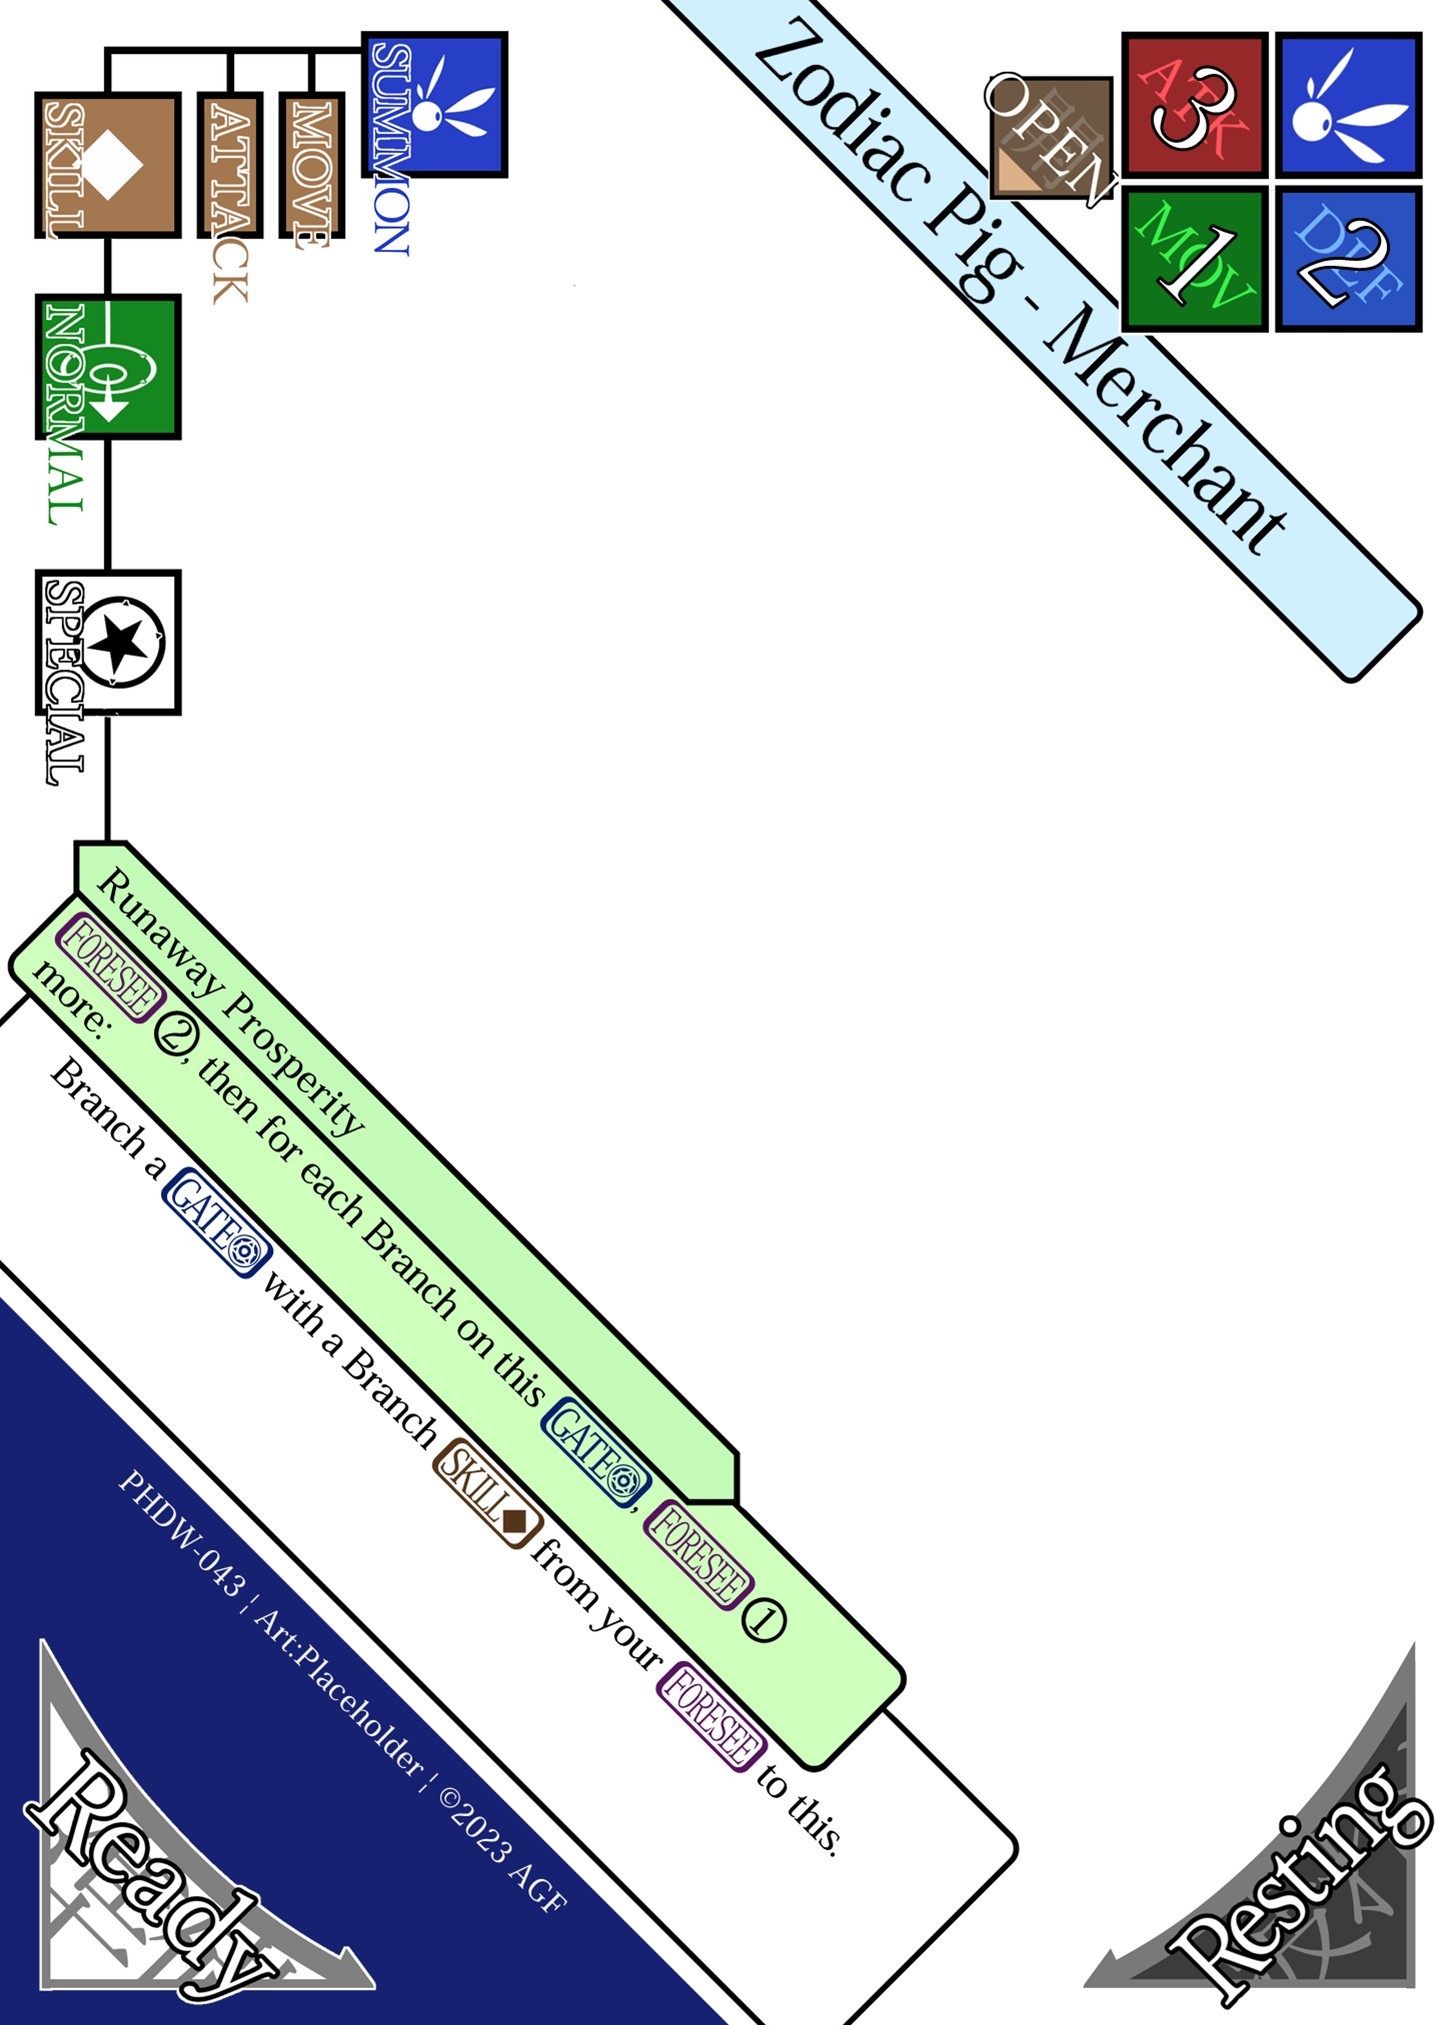 Zodiac Pig - Merchant
OPEN
開
ATK
3
MOV
1
DEF
2
SUMMON
MOVE
ATTACK
SKILL
NORMAL
SPECIAL
Runaway Prosperity
FORESEE ②, then for each Branch on this GATE, FORESEE ①
more:
Branch a GATE with a Branch SKILL◆ from your FORESEE to this.
PHDW-043 ¦ Art:Placeholder ¦ ©2023 AGF
Ready
Resting